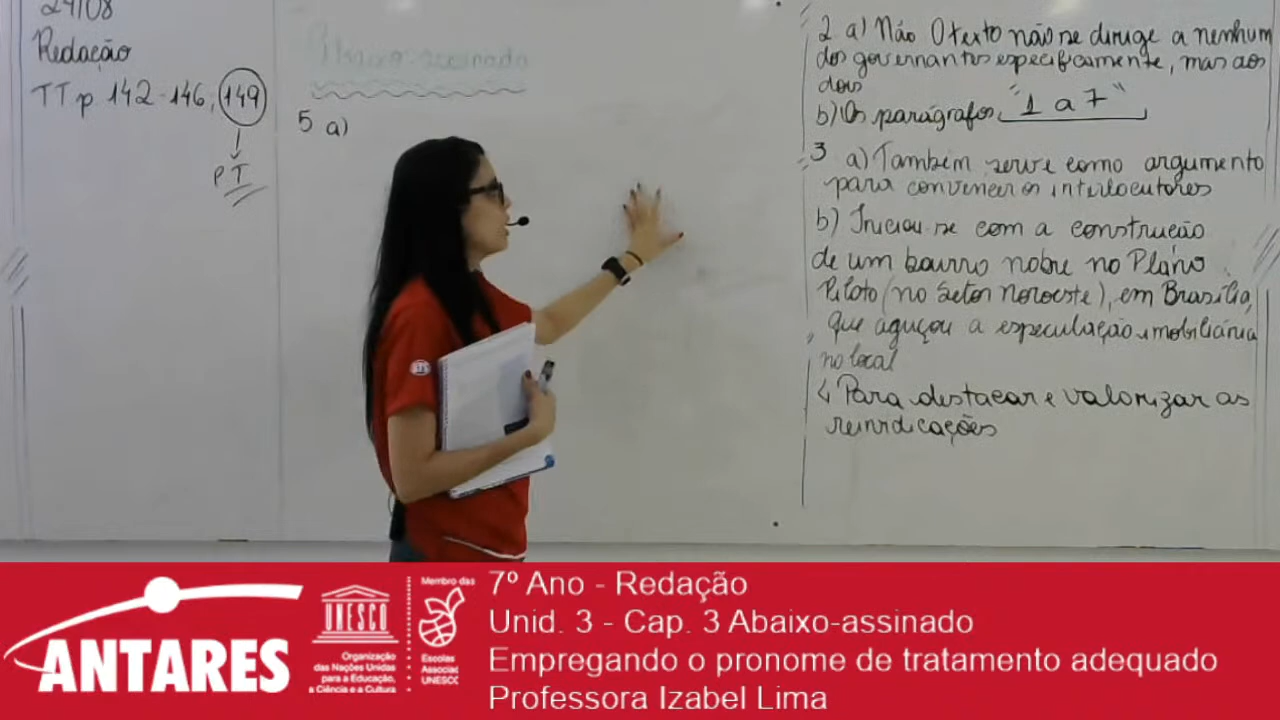 24/08
Redação
TT p 142-146, 149
PT
Abaixo-assinado
5 a)
2 a) Não O texto não se dirige a nenhum
dos governantes especificamente, mas aos
dois
b) Os parágrafos "1 a 7"
3 a) Também serve como argumento
para convencer os interlocutores
b) Iniciou-se com a construção
de um bairro nobre no Plano
Piloto (no Setor Noroeste), em Brasília,
que aguçou a especulação imobiliária
no local
4 Para destacar e valorizar as
reivindicações
ANTARES
UNESCO
Organização
das Nações Unidas
para a Educação,
a Ciência e a Cultura
Membro das
Escolas
Associadas
UNESCO
7º Ano - Redação
Unid. 3 - Cap. 3 Abaixo-assinado
Empregando o pronome de tratamento adequado
Professora Izabel Lima